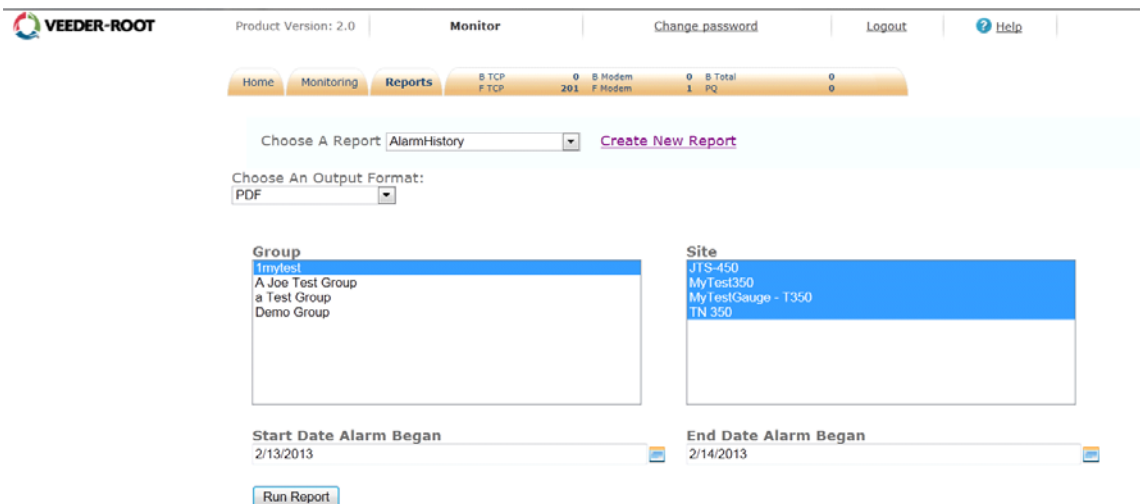 VEEDER-ROOT Product Version: 2.0 Monitor Change password Logout ? Help
Home Monitoring Reports B TCP 0 B Modem 0 B Total 0
F TCP 201 F Modem 1 PQ 0
Choose A Report AlarmHistory Create New Report
Choose An Output Format:
PDF
Group
1mytest
A Joe Test Group
a Test Group
Demo Group
Site
JTS-450
MyTest350
MyTestGauge - T350
TN 350
Start Date Alarm Began
2/13/2013
End Date Alarm Began
2/14/2013
Run Report